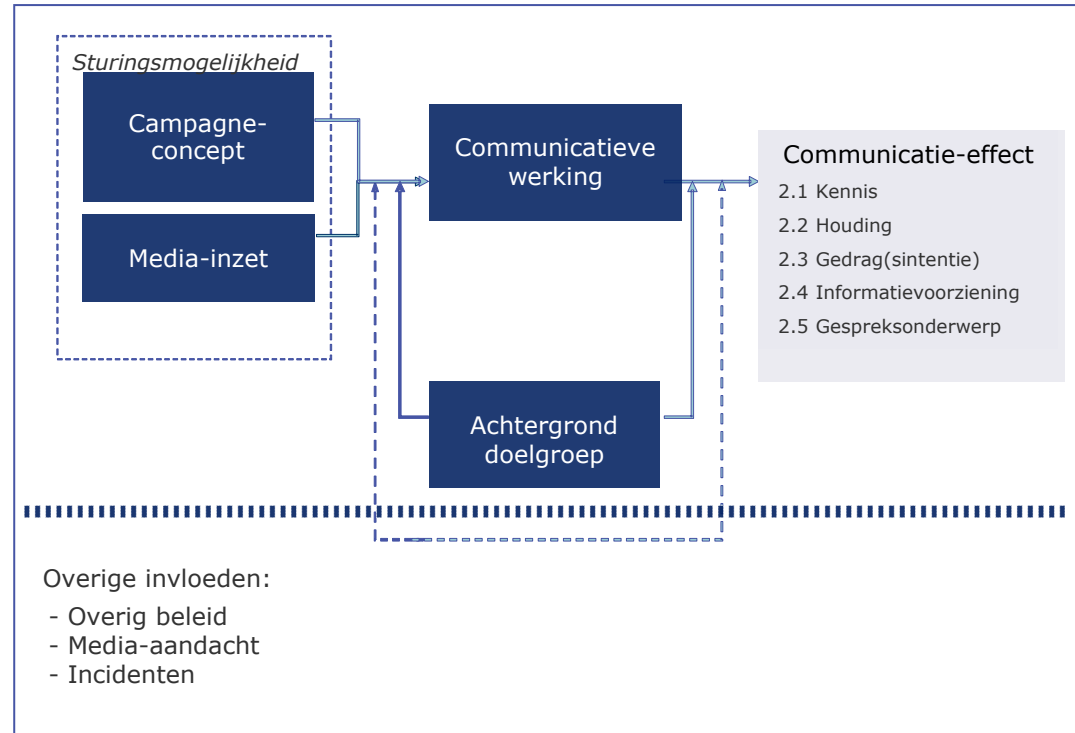 Sturingsmogelijkheid
Campagne-
concept
Media-inzet
Communicatieve
werking
Communicatie-effect
2.1 Kennis
2.2 Houding
2.3 Gedrag(sintentie)
2.4 Informatievoorziening
2.5 Gespreksonderwerp
Achtergrond
doelgroep
Overige invloeden:
- Overig beleid
- Media-aandacht
- Incidenten